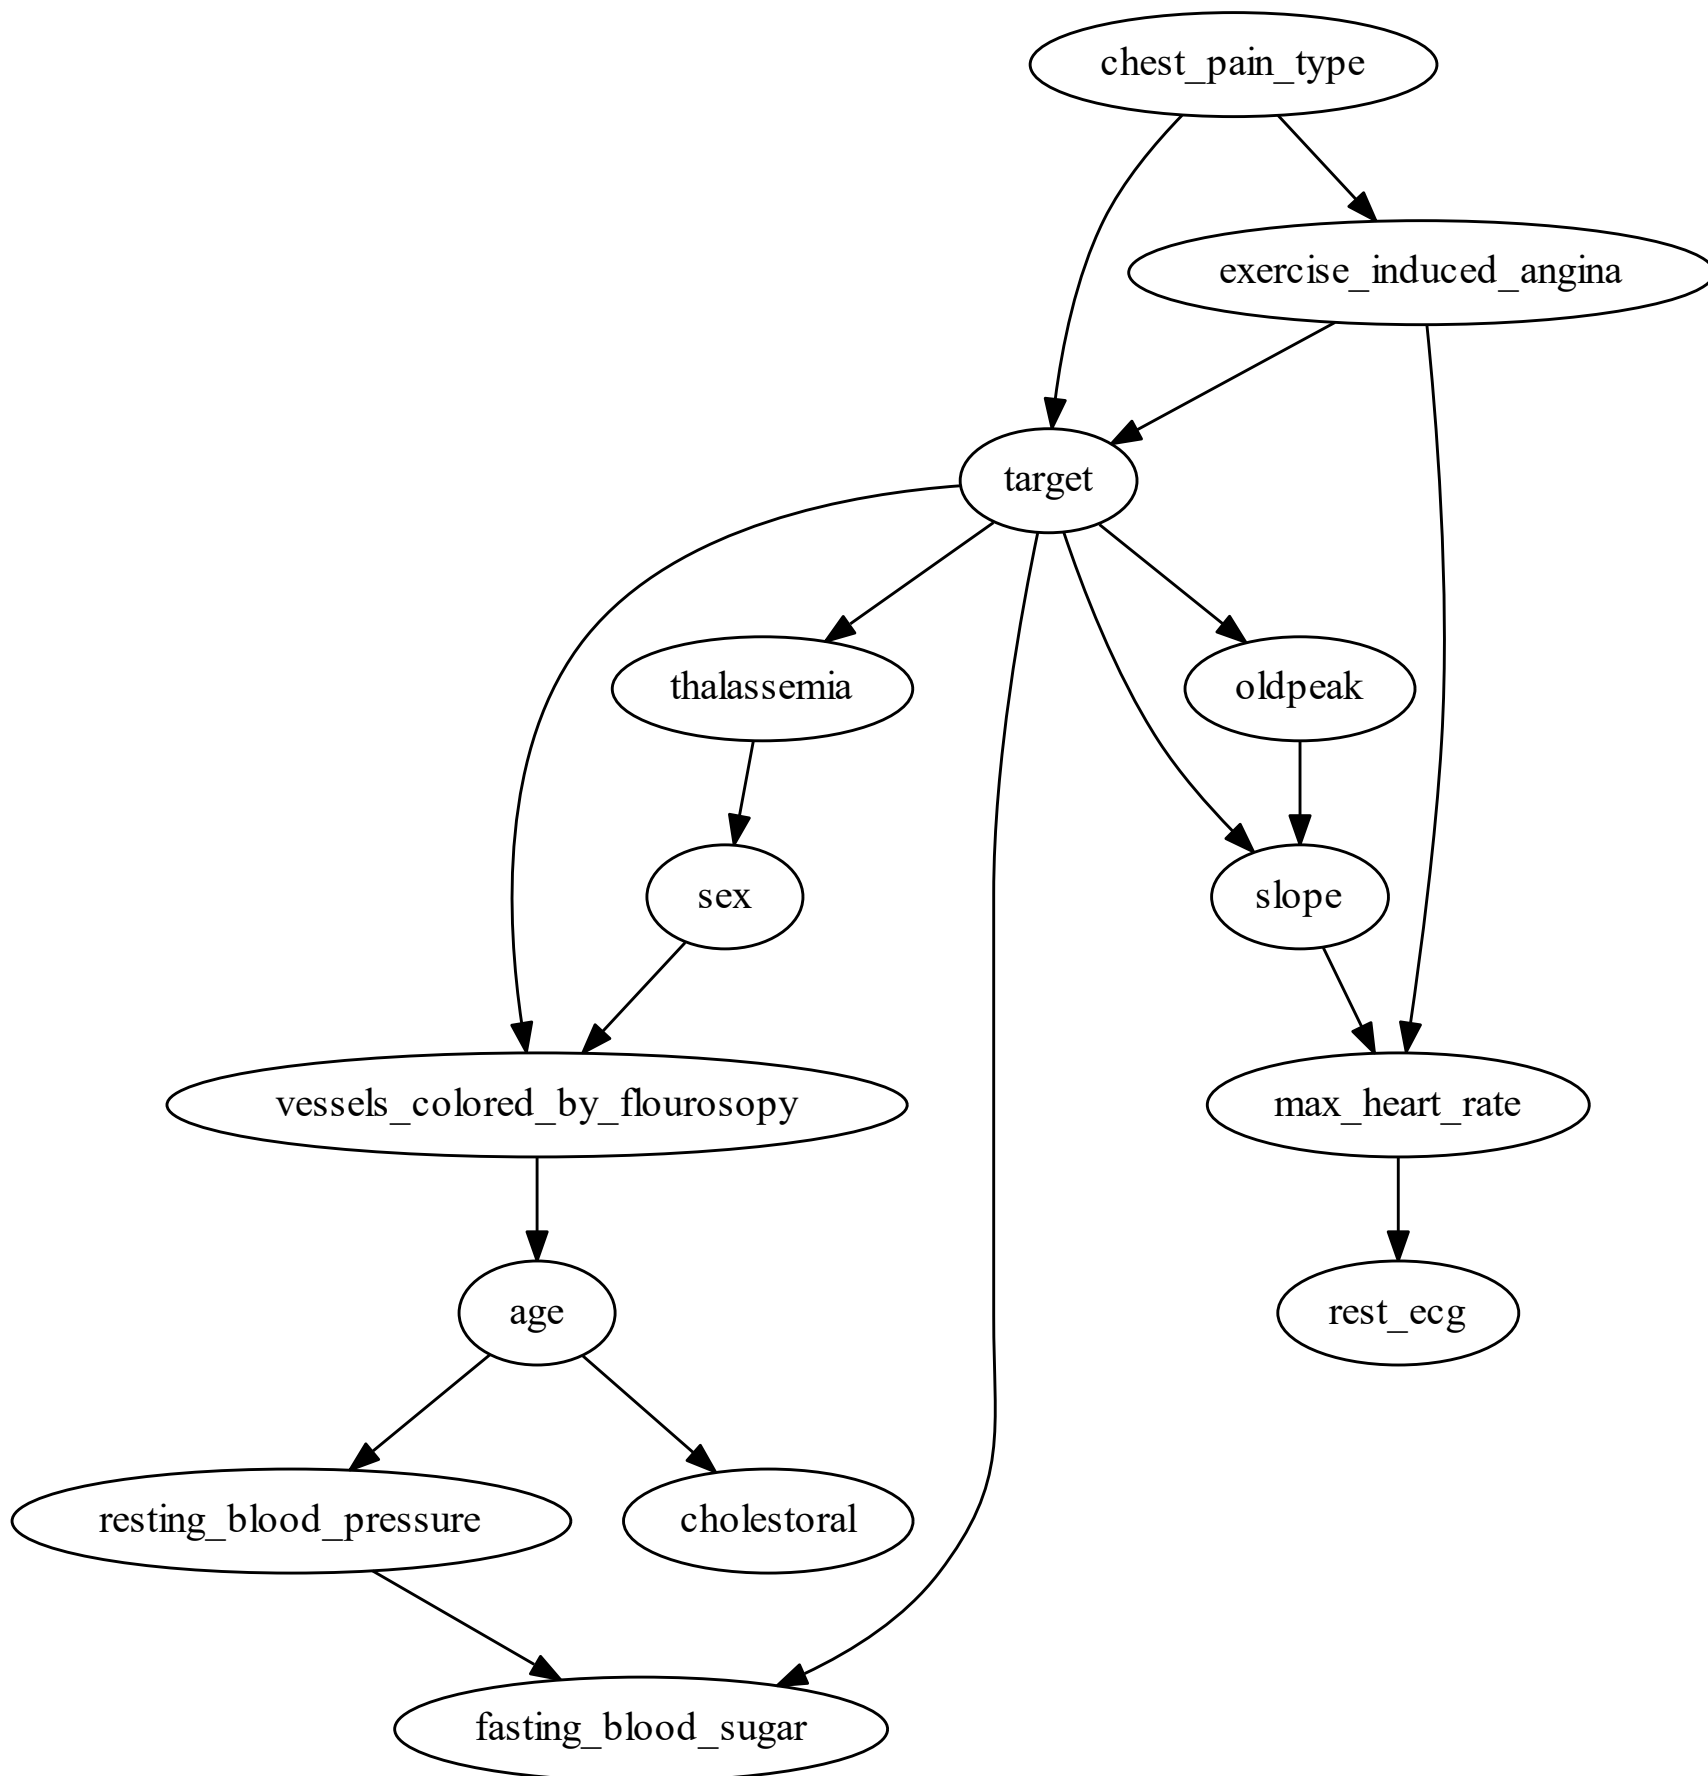 chest_pain_type
exercise_induced_angina
target
thalassemia
oldpeak
sex
slope
vessels_colored_by_flourosopy
max_heart_rate
age
rest_ecg
resting_blood_pressure
cholestoral
fasting_blood_sugar